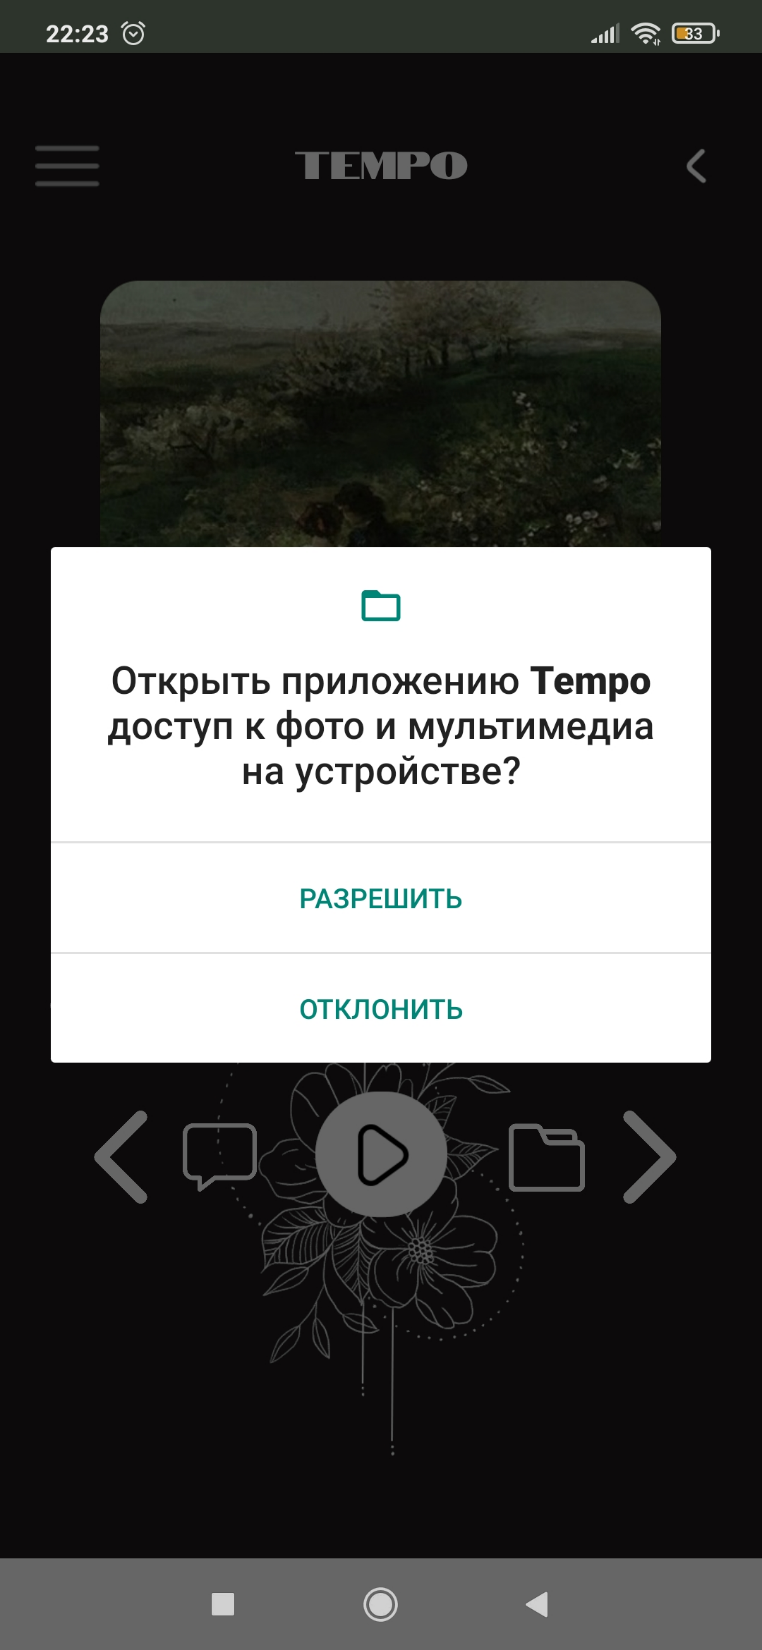 22:23
33
TEMPO
Открыть приложению Tempo
доступ к фото и мультимедиа
на устройстве?
РАЗРЕШИТЬ
ОТКЛОНИТЬ